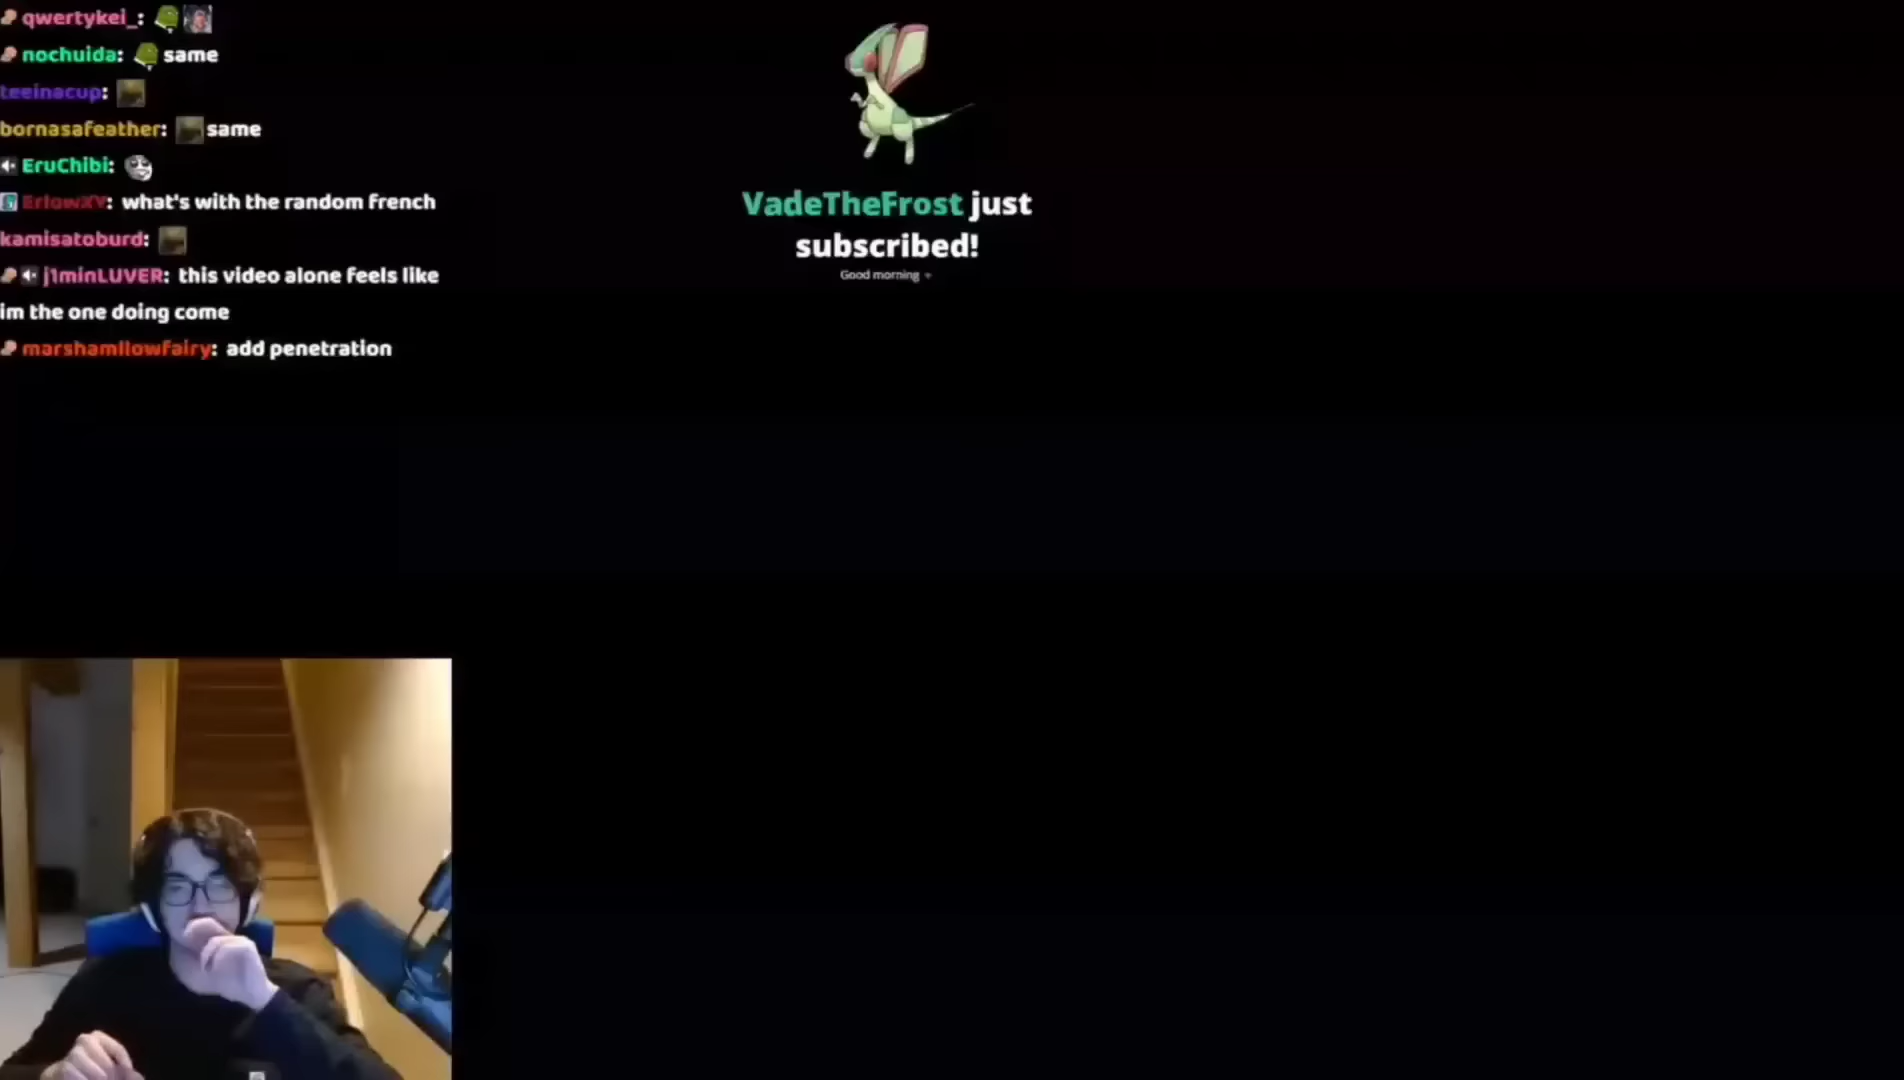 qwertykei_:
nochuida: same
teeinacup:
bornasafeather: same
EruChibi:
ErlowXY: what's with the random french
kamisatoburd:
j1minLUVER: this video alone feels like
im the one doing come
marshamllowfairy: add penetration
VadeTheFrost just
subscribed!
Good morning +